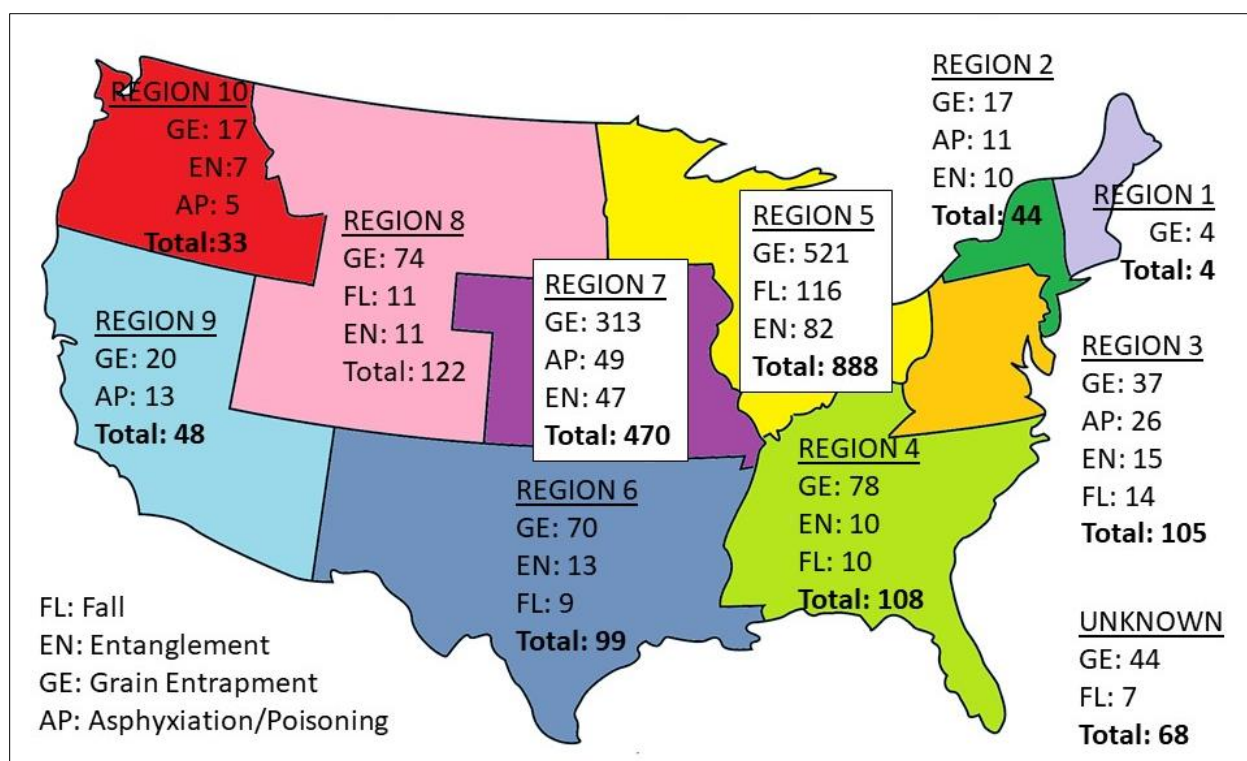 REGION 10
GE: 17
EN:7
AP: 5
Total:33
REGION 9
GE: 20
AP: 13
Total: 48
REGION 8
GE: 74
FL: 11
EN: 11
Total: 122
REGION 7
GE: 313
AP: 49
EN: 47
Total: 470
REGION 6
GE: 70
EN: 13
FL: 9
Total: 99
REGION 5
GE: 521
FL: 116
EN: 82
Total: 888
REGION 4
GE: 78
EN: 10
FL: 10
Total: 108
REGION 2
GE: 17
AP: 11
EN: 10
Total: 44
REGION 1
GE: 4
Total: 4
REGION 3
GE: 37
AP: 26
EN: 15
FL: 14
Total: 105
UNKNOWN
GE: 44
FL: 7
Total: 68
FL: Fall
EN: Entanglement
GE: Grain Entrapment
AP: Asphyxiation/Poisoning